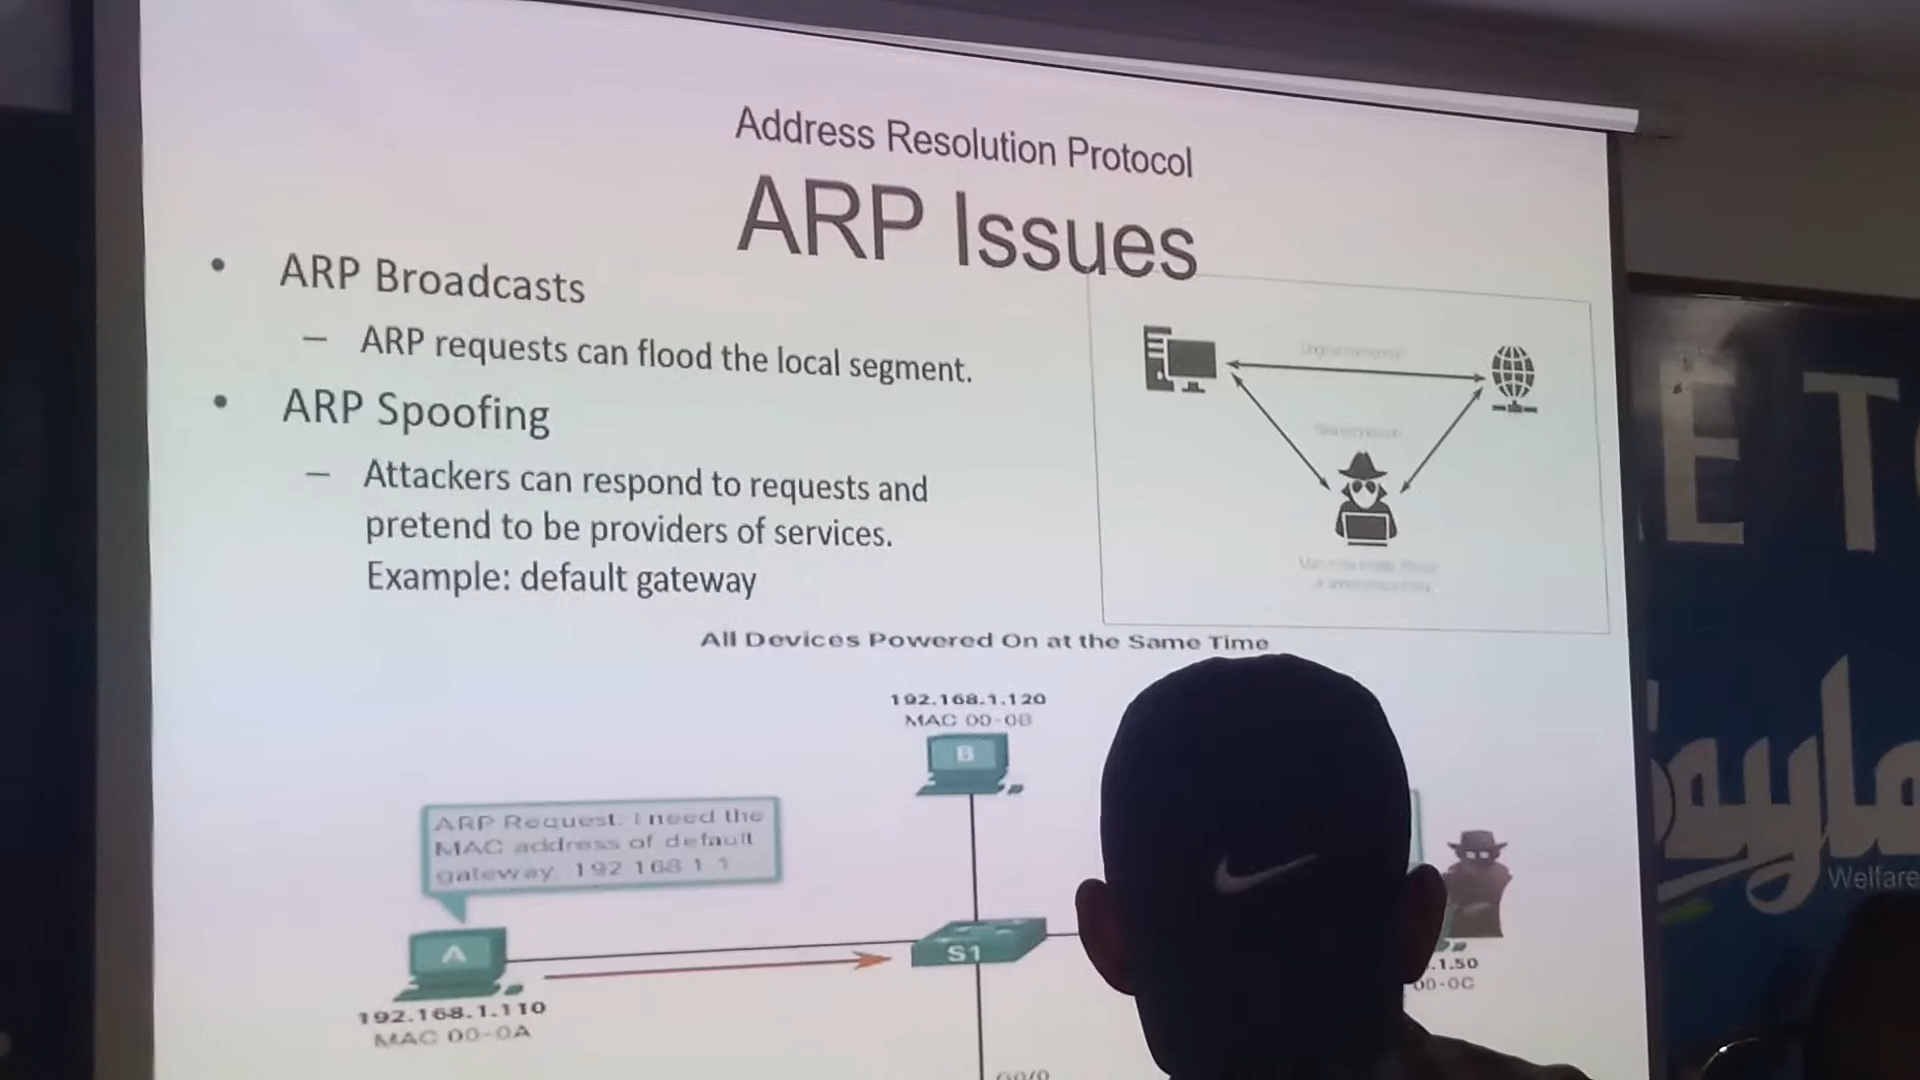 Address Resolution Protocol
ARP Issues
• ARP Broadcasts
– ARP requests can flood the local segment.
• ARP Spoofing
– Attackers can respond to requests and
pretend to be providers of services.
Example: default gateway
All Devices Powered On at the Same Time
192.168.1.120
MAC 00-0B
B
ARP Request: I need the
MAC address of default
gateway, 192 168 1 1
A
S1
192.168.1.110
MAC 00-0A
.1.50
00-0C
G0/0
E T
Sayla
Welfare